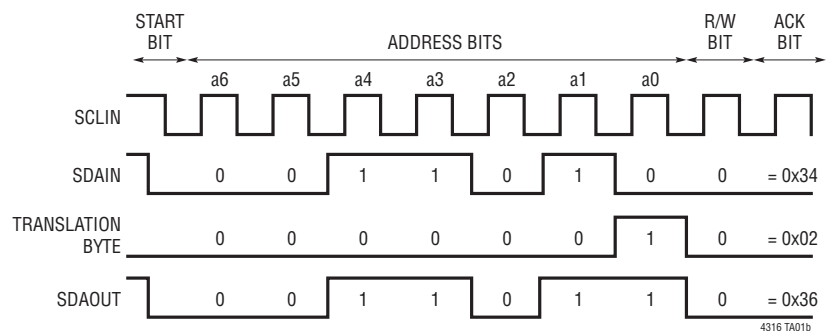 START BIT
ADDRESS BITS
R/W BIT
ACK BIT
a6 a5 a4 a3 a2 a1 a0
SCLIN
SDAIN 0 0 1 1 0 1 0 0 = 0x34
TRANSLATION BYTE 0 0 0 0 0 0 1 0 = 0x02
SDAOUT 0 0 1 1 0 1 1 0 = 0x36
4316 TA01b